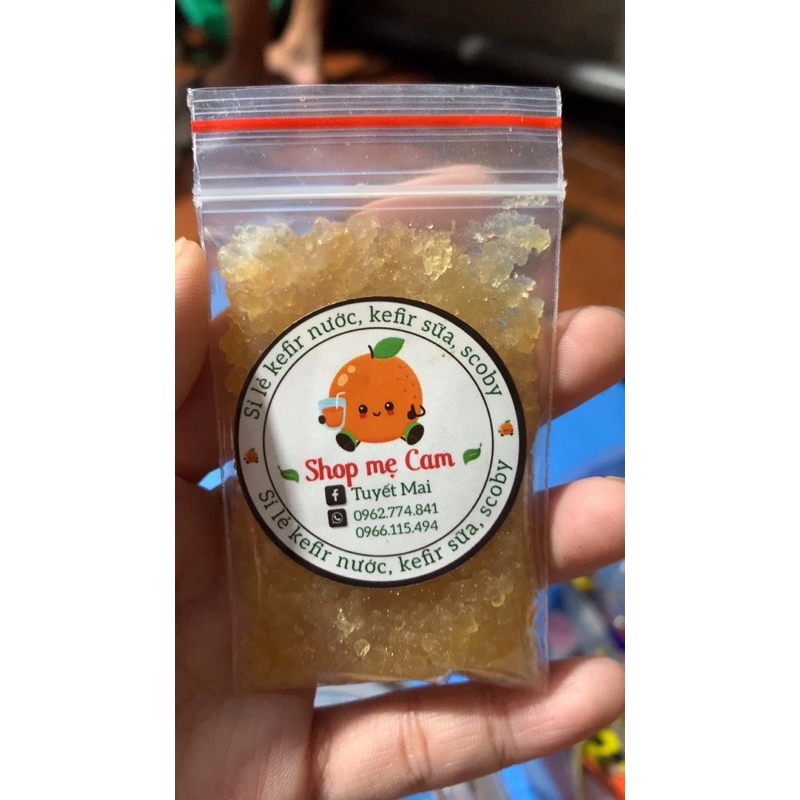 Sỉ lẻ kefir nước, kefir sữa, scoby
Shop mẹ Cam
Tuyết Mai
0962.774.841
0966.115.494
Sỉ lẻ kefir nước, kefir sữa, scoby